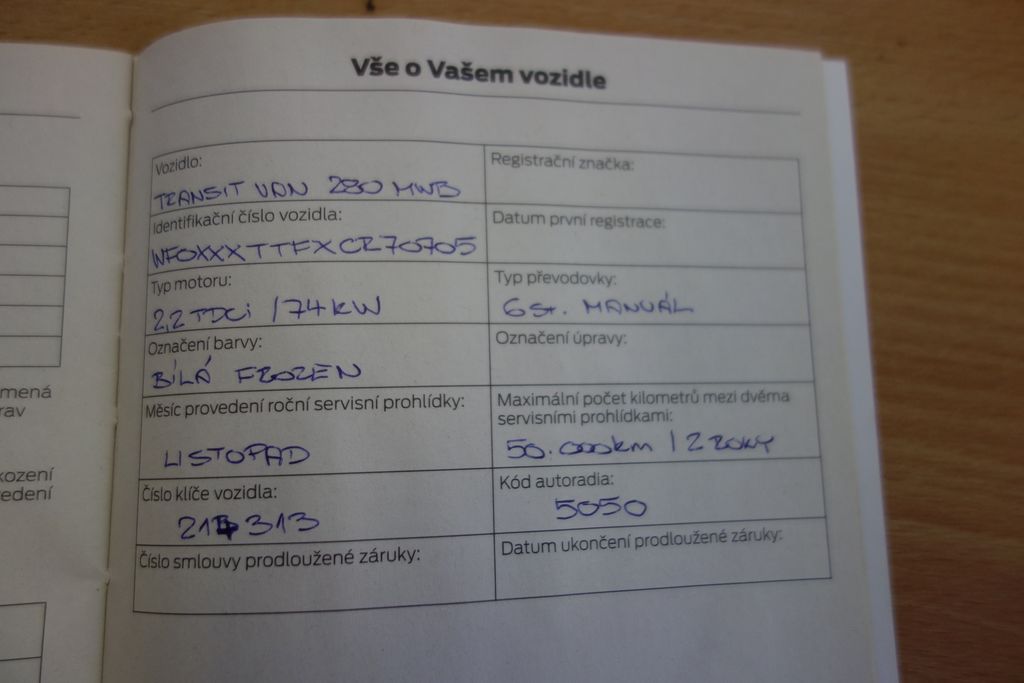 Vše o Vašem vozidle
Vozidlo:
TRANSIT VAN 280 MWB
Registrační značka:
Identifikační číslo vozidla:
WF0XXXTTFXCR70705
Datum první registrace:
Typ motoru:
2,2 TDCi / 74 kW
Typ převodovky:
6 ST. MANUÁL
Označení barvy:
BÍLÁ FROZEN
Označení úpravy:
Měsíc provedení roční servisní prohlídky:
LISTOPAD
Maximální počet kilometrů mezi dvěma
servisními prohlídkami:
50.000km / 2 ROKY
Číslo klíče vozidla:
313
Kód autoradia:
5050
Číslo smlouvy prodloužené záruky:
Datum ukončení prodloužené záruky:
mená
rav
kození
edení